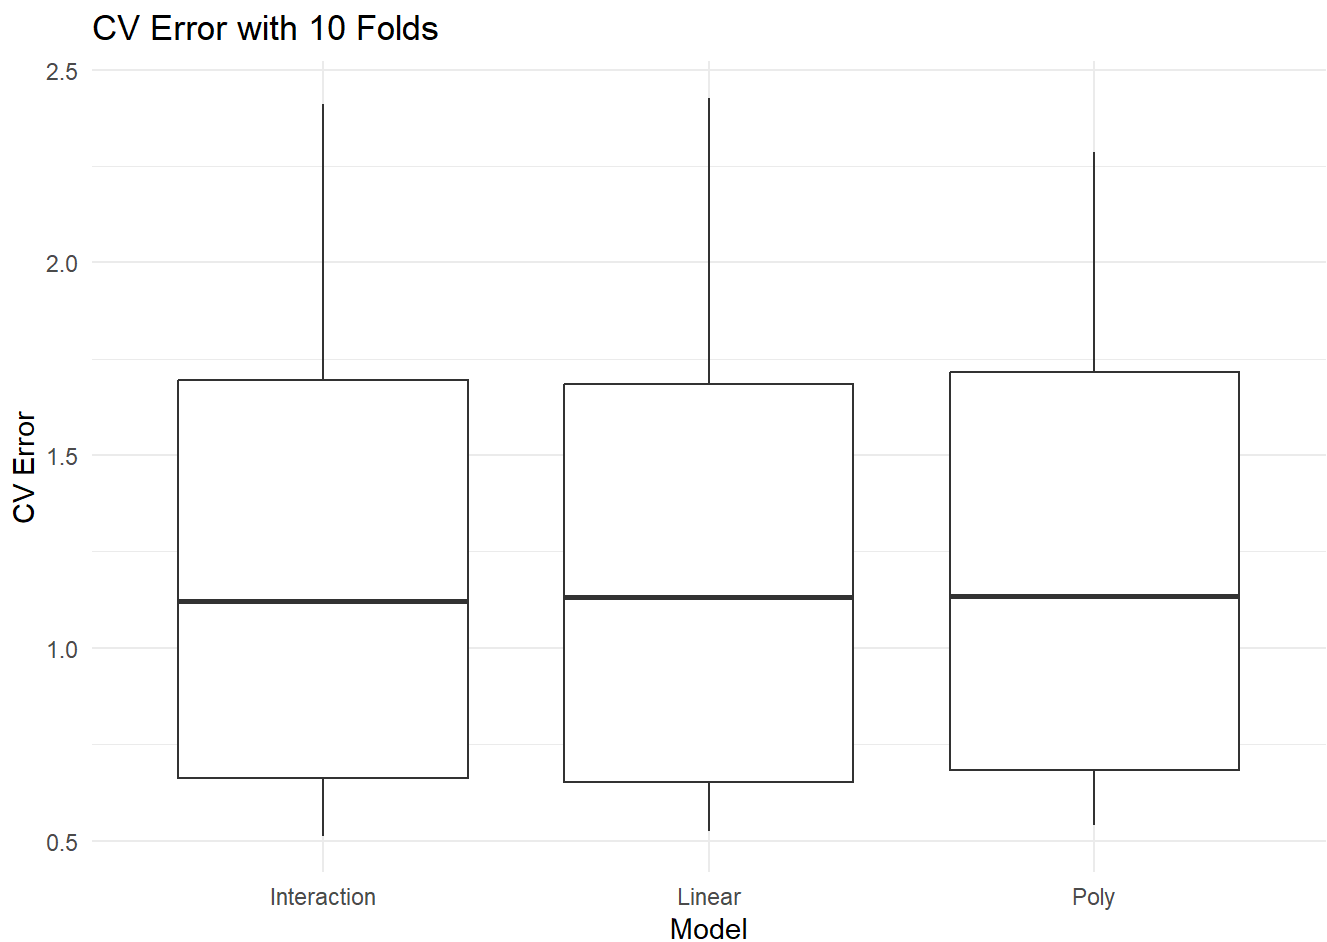 CV Error with 10 Folds
2.5
2.0
1.5
1.0
0.5
CV Error
Interaction
Linear
Poly
Model